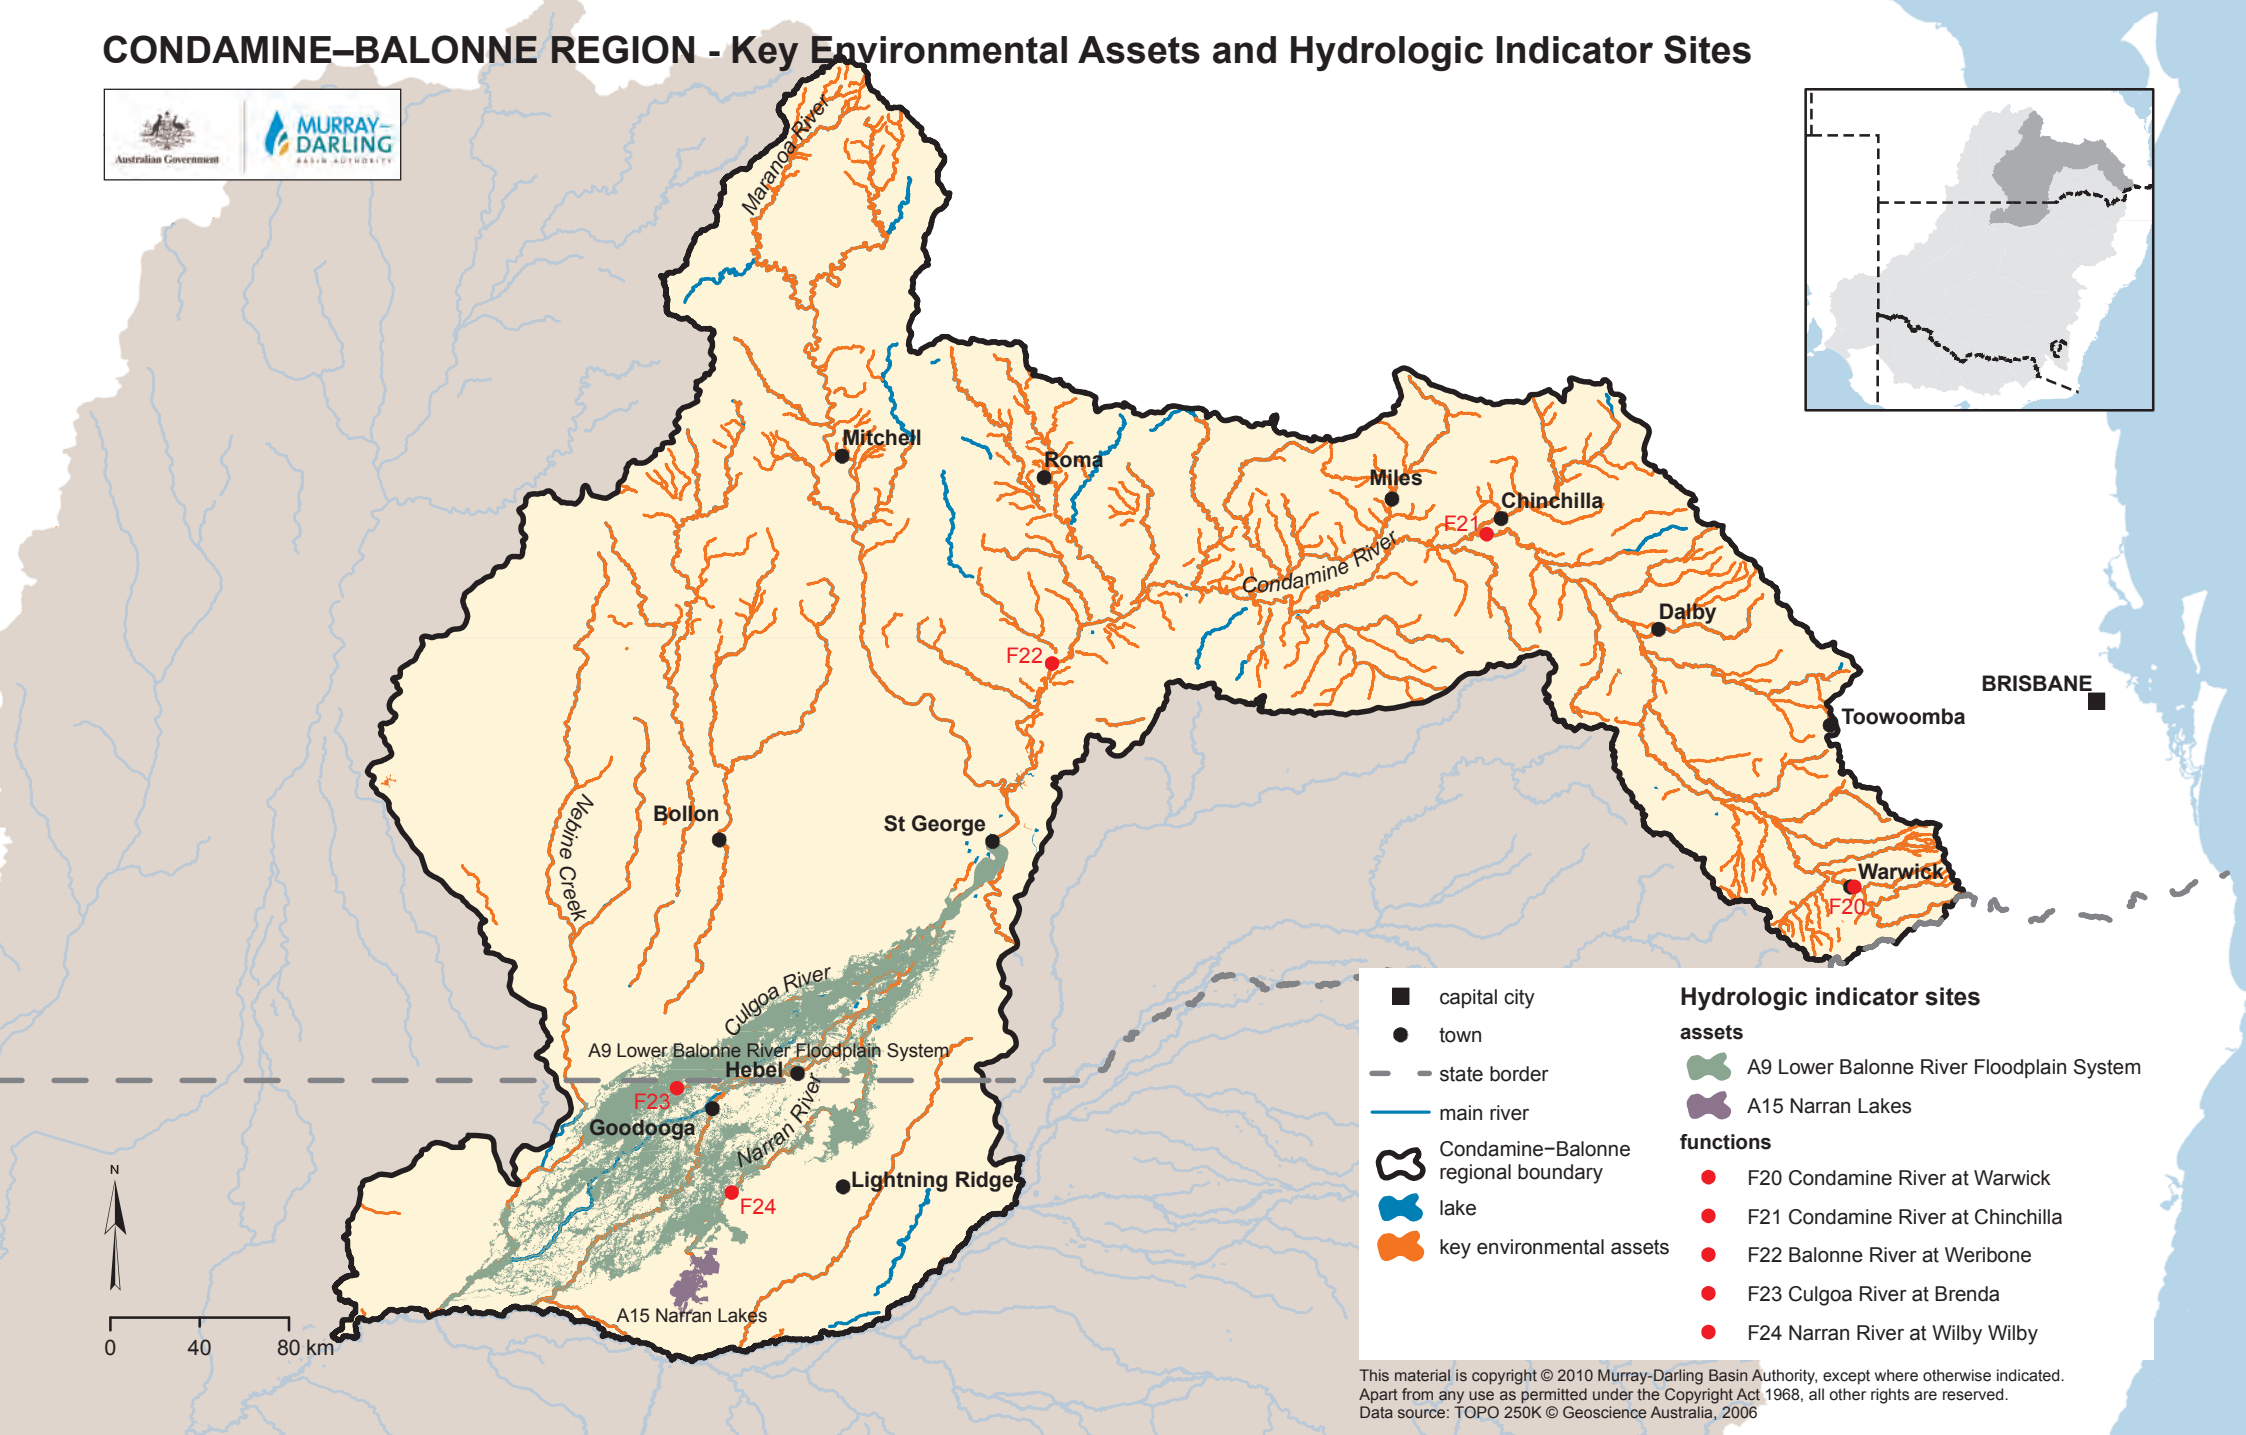 CONDAMINE–BALONNE REGION - Key Environmental Assets and Hydrologic Indicator Sites
Australian Government
MURRAY–
DARLING
BASIN AUTHORITY
Maranoa River
Mitchell
Roma
Miles
Chinchilla
F21
Condamine River
Dalby
F22
BRISBANE
Toowoomba
Nebine Creek
Bollon
St George
Warwick
F20
Culgoa River
A9 Lower Balonne River Floodplain System
Hebel
F23
Goodooga
Narran River
Lightning Ridge
F24
A15 Narran Lakes
N
0 40 80 km
capital city
town
state border
main river
Condamine–Balonne
regional boundary
lake
key environmental assets
Hydrologic indicator sites
assets
A9 Lower Balonne River Floodplain System
A15 Narran Lakes
functions
F20 Condamine River at Warwick
F21 Condamine River at Chinchilla
F22 Balonne River at Weribone
F23 Culgoa River at Brenda
F24 Narran River at Wilby Wilby
This material is copyright © 2010 Murray-Darling Basin Authority, except where otherwise indicated.
Apart from any use as permitted under the Copyright Act 1968, all other rights are reserved.
Data source: TOPO 250K © Geoscience Australia, 2006